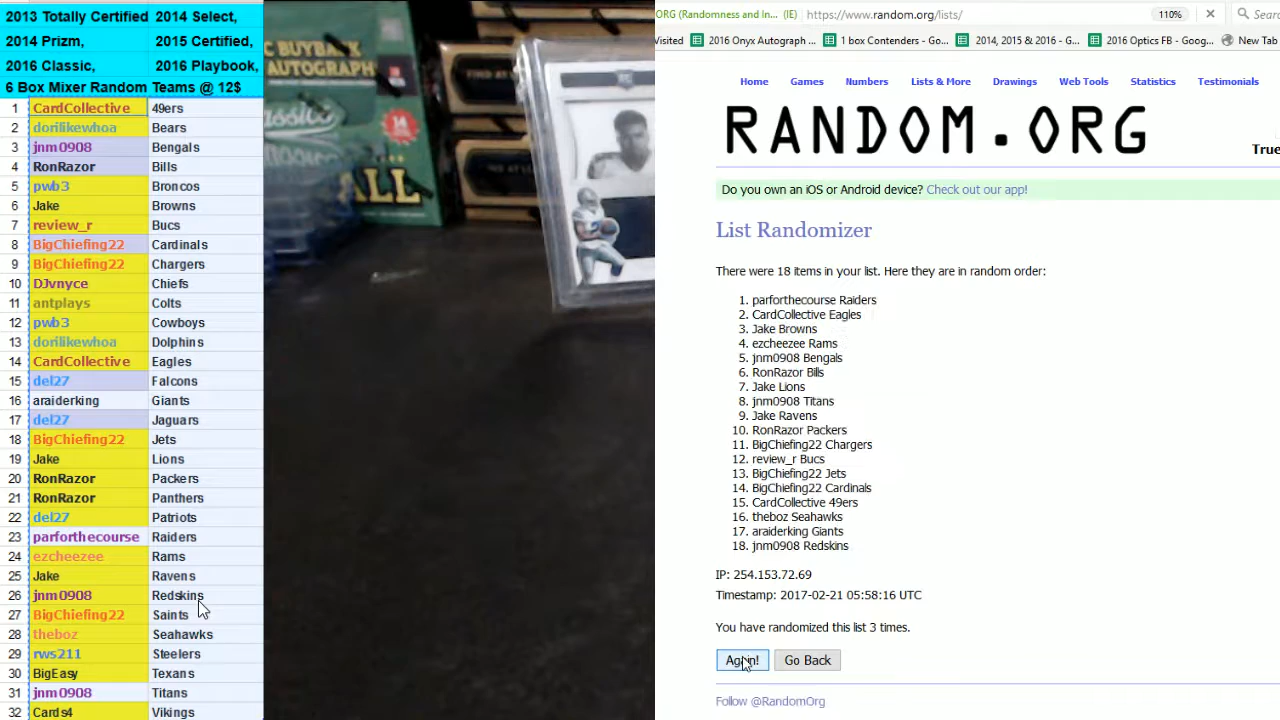 2013 Totally Certified 2014 Select,
2014 Prizm, 2015 Certified,
2016 Classic, 2016 Playbook,
6 Box Mixer Random Teams @ 12$
1 CardCollective 49ers
2 dorilikewhoa Bears
3 jnm0908 Bengals
4 RonRazor Bills
5 pwb3 Broncos
6 Jake Browns
7 review_r Bucs
8 BigChiefing22 Cardinals
9 BigChiefing22 Chargers
10 DJvnyce Chiefs
11 antplays Colts
12 pwb3 Cowboys
13 dorilikewhoa Dolphins
14 CardCollective Eagles
15 del27 Falcons
16 araiderking Giants
17 del27 Jaguars
18 BigChiefing22 Jets
19 Jake Lions
20 RonRazor Packers
21 RonRazor Panthers
22 del27 Patriots
23 parforthecourse Raiders
24 ezcheezee Rams
25 Jake Ravens
26 jnm0908 Redskins
27 BigChiefing22 Saints
28 theboz Seahawks
29 rws211 Steelers
30 BigEasy Texans
31 jnm0908 Titans
32 Cards4 Vikings
C BUYBACK
AUTOGRAPH
Classics
14
ALL
ORG (Randomness and In... (IE) https://www.random.org/lists/ 110% Sear
Visited 2016 Onyx Autograph ... 1 box Contenders - Go... 2014, 2015 & 2016 - G... 2016 Optics FB - Goog... New Tab
Home Games Numbers Lists & More Drawings Web Tools Statistics Testimonials
RANDOM.ORG
True
Do you own an iOS or Android device? Check out our app!
List Randomizer
There were 18 items in your list. Here they are in random order:
1. parforthecourse Raiders
2. CardCollective Eagles
3. Jake Browns
4. ezcheezee Rams
5. jnm0908 Bengals
6. RonRazor Bills
7. Jake Lions
8. jnm0908 Titans
9. Jake Ravens
10. RonRazor Packers
11. BigChiefing22 Chargers
12. review_r Bucs
13. BigChiefing22 Jets
14. BigChiefing22 Cardinals
15. CardCollective 49ers
16. theboz Seahawks
17. araiderking Giants
18. jnm0908 Redskins
IP: 254.153.72.69
Timestamp: 2017-02-21 05:58:16 UTC
You have randomized this list 3 times.
Again! Go Back
Follow @RandomOrg